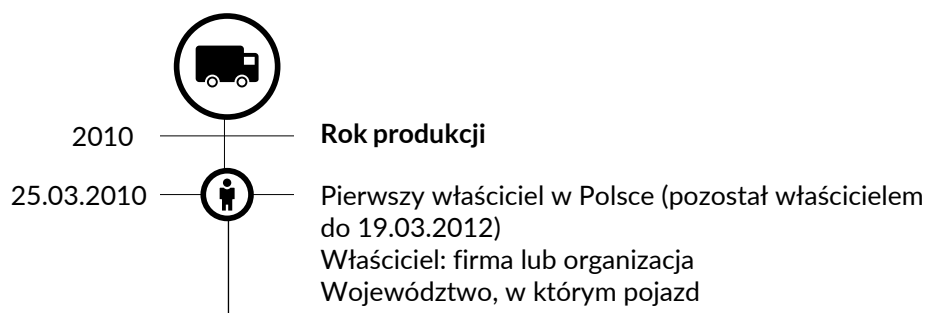 2010 Rok produkcji
25.03.2010 Pierwszy właściciel w Polsce (pozostał właścicielem
do 19.03.2012)
Właściciel: firma lub organizacja
Województwo, w którym pojazd